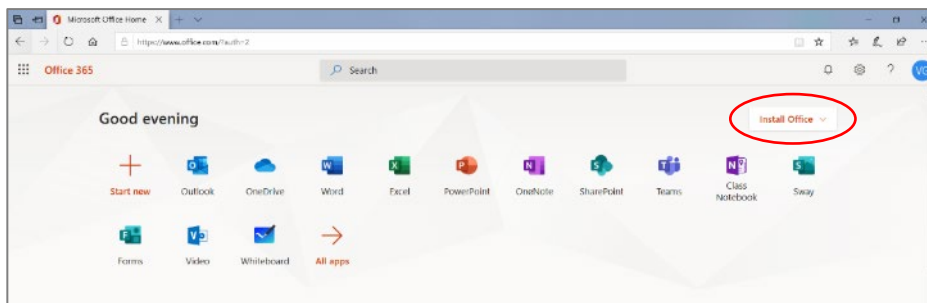 Microsoft Office Home
https://www.office.com/?auth=2
Office 365
Search
VG
Good evening
Install Office
Start new
Outlook
OneDrive
Word
Excel
PowerPoint
OneNote
SharePoint
Teams
Class
Notebook
Sway
Forms
Video
Whiteboard
All apps